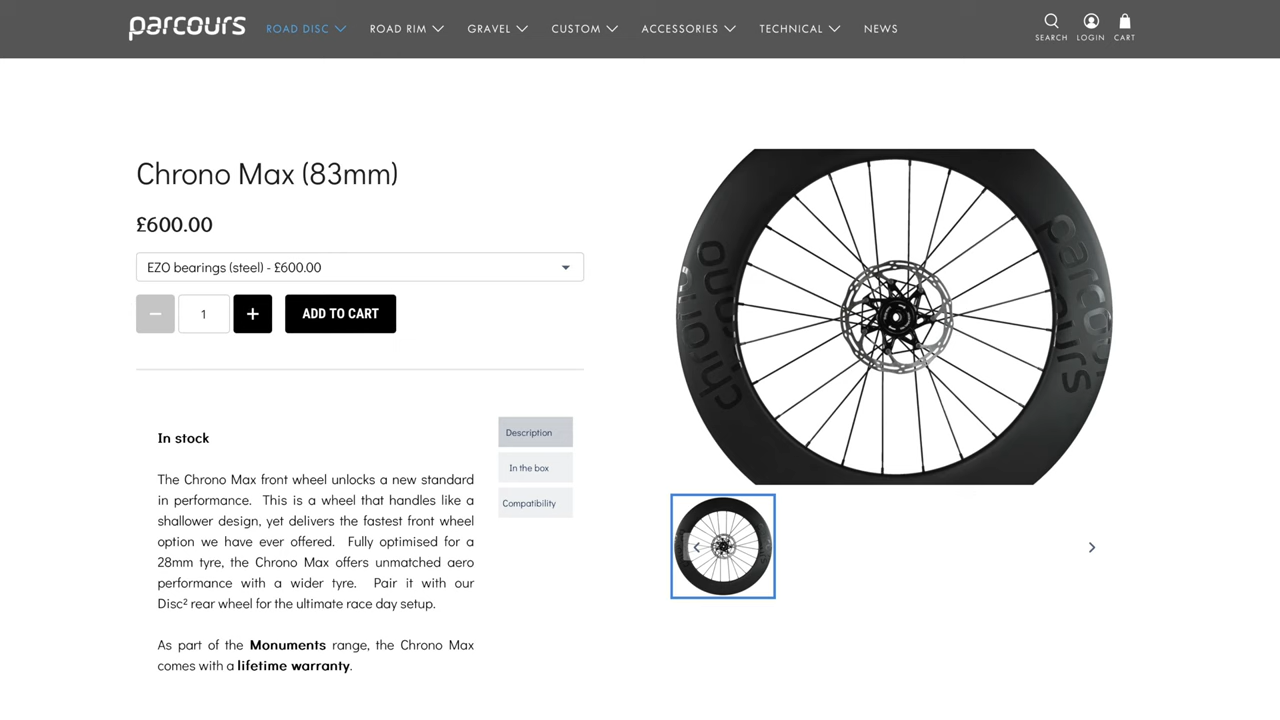 parcours
ROAD DISC
ROAD RIM
GRAVEL
CUSTOM
ACCESSORIES
TECHNICAL
NEWS
SEARCH
LOGIN
CART
Chrono Max (83mm)
£600.00
EZO bearings (steel) - £600.00
1
ADD TO CART
In stock
The Chrono Max front wheel unlocks a new standard
in performance. This is a wheel that handles like a
shallower design, yet delivers the fastest front wheel
option we have ever offered. Fully optimised for a
28mm tyre, the Chrono Max offers unmatched aero
performance with a wider tyre. Pair it with our
Disc² rear wheel for the ultimate race day setup.
As part of the Monuments range, the Chrono Max
comes with a lifetime warranty.
Description
In the box
Compatibility
chrono
parcours